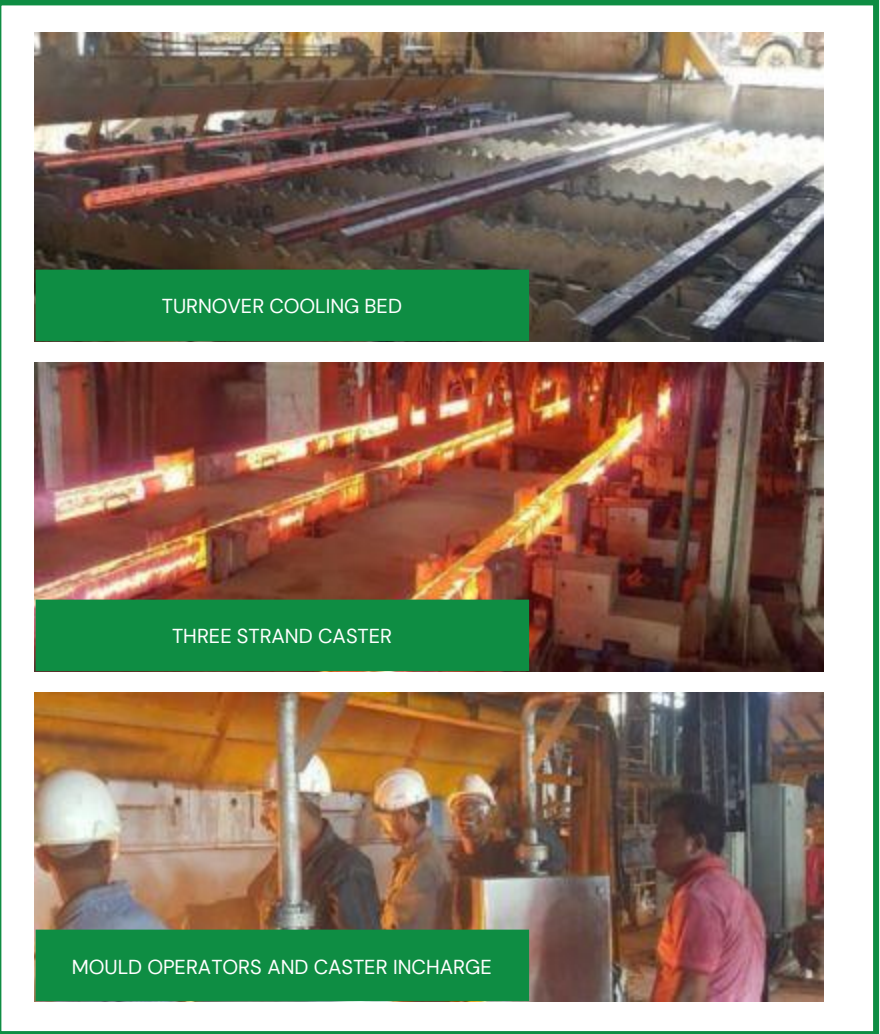 TURNOVER COOLING BED
THREE STRAND CASTER
MOULD OPERATORS AND CASTER INCHARGE